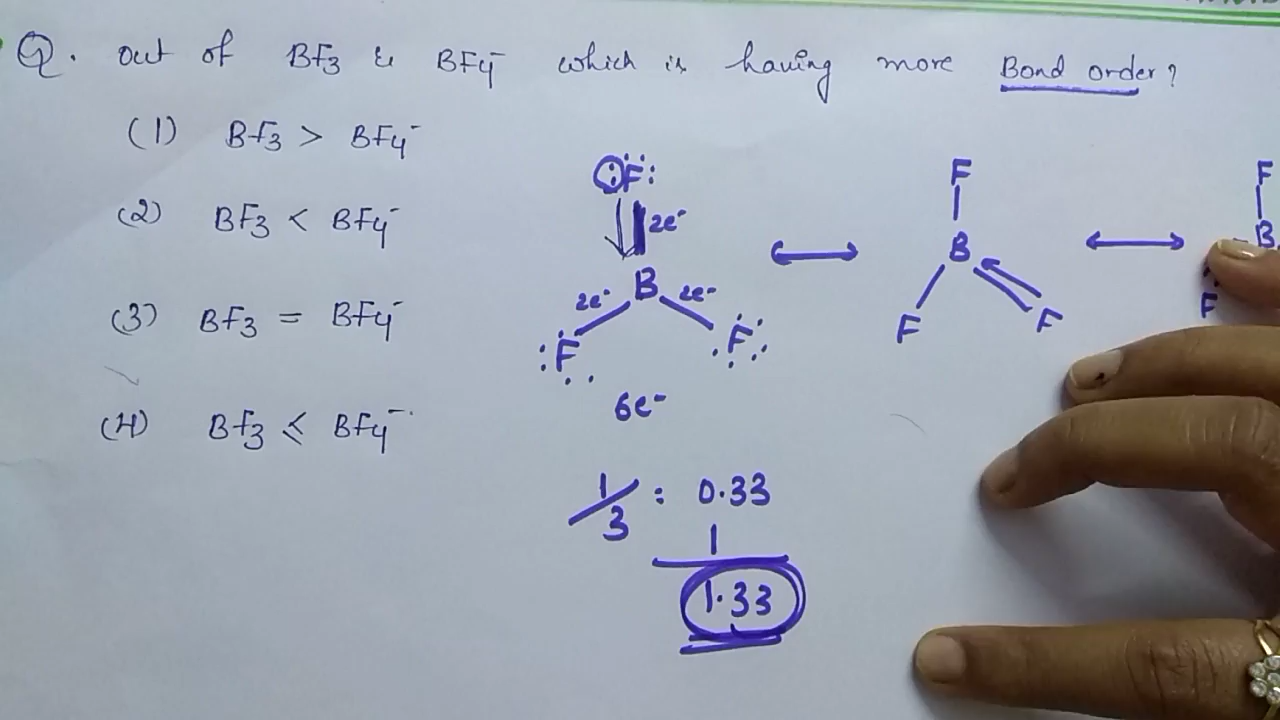 Q. out of BF3 & BF4⁻ which is having more Bond order?
(1) BF3 > BF4⁻
(2) BF3 < BF4⁻
(3) BF3 = BF4⁻
(4) BF3 ≤ BF4⁻
:F:
2e⁻
B
2e⁻ 2e⁻
:F F
6e⁻
F
B
F F
F
B
F
1/3 : 0.33
1
1.33